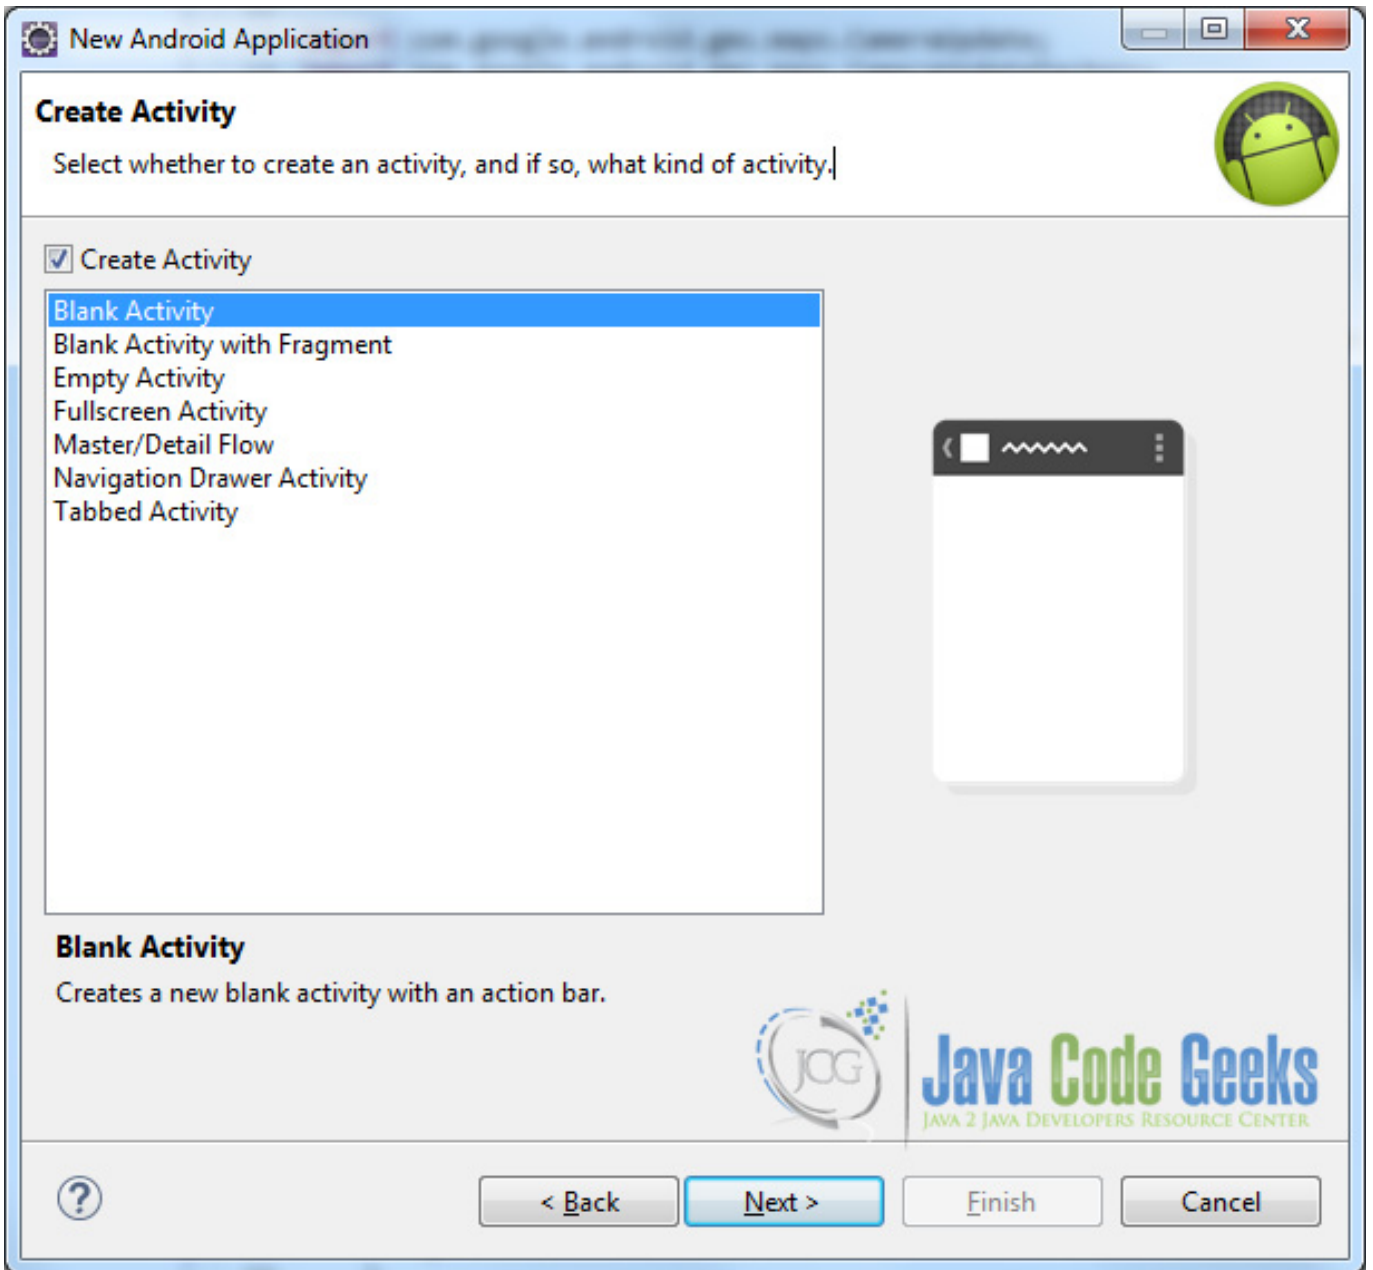 New Android Application
Create Activity
Select whether to create an activity, and if so, what kind of activity.
Create Activity
Blank Activity
Blank Activity with Fragment
Empty Activity
Fullscreen Activity
Master/Detail Flow
Navigation Drawer Activity
Tabbed Activity
Blank Activity
Creates a new blank activity with an action bar.
JCG
Java Code Geeks
JAVA 2 JAVA DEVELOPERS RESOURCE CENTER
?
< Back
Next >
Finish
Cancel